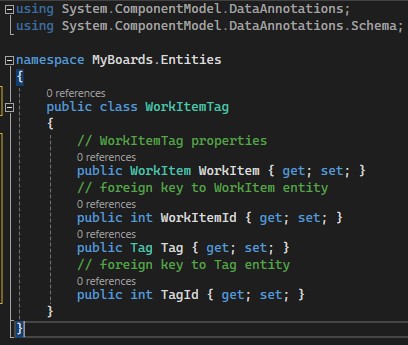 using System.ComponentModel.DataAnnotations;
using System.ComponentModel.DataAnnotations.Schema;
namespace MyBoards.Entities
{
0 references
public class WorkItemTag
{
// WorkItemTag properties
0 references
public WorkItem WorkItem { get; set; }
// foreign key to WorkItem entity
0 references
public int WorkItemId { get; set; }
0 references
public Tag Tag { get; set; }
// foreign key to Tag entity
0 references
public int TagId { get; set; }
}
}